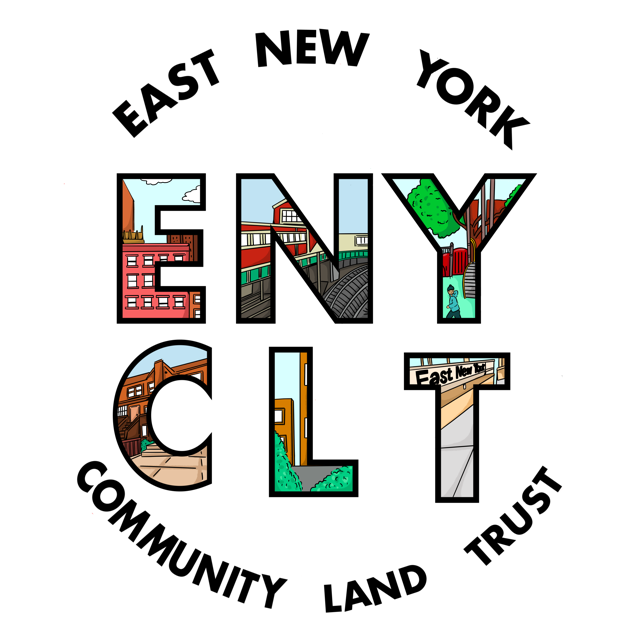 EAST NEW YORK
ENY
CLT
East New York
COMMUNITY LAND TRUST